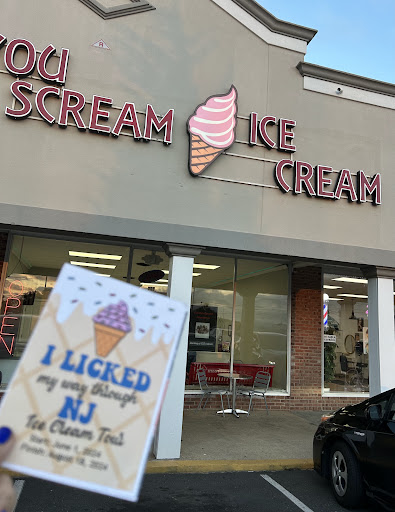 YOU
SCREAM ICE
CREAM
OPEN
I LICKED
my way through
NJ
Ice Cream Tour
Start: June 1, 2024
Finish: August 18, 2024